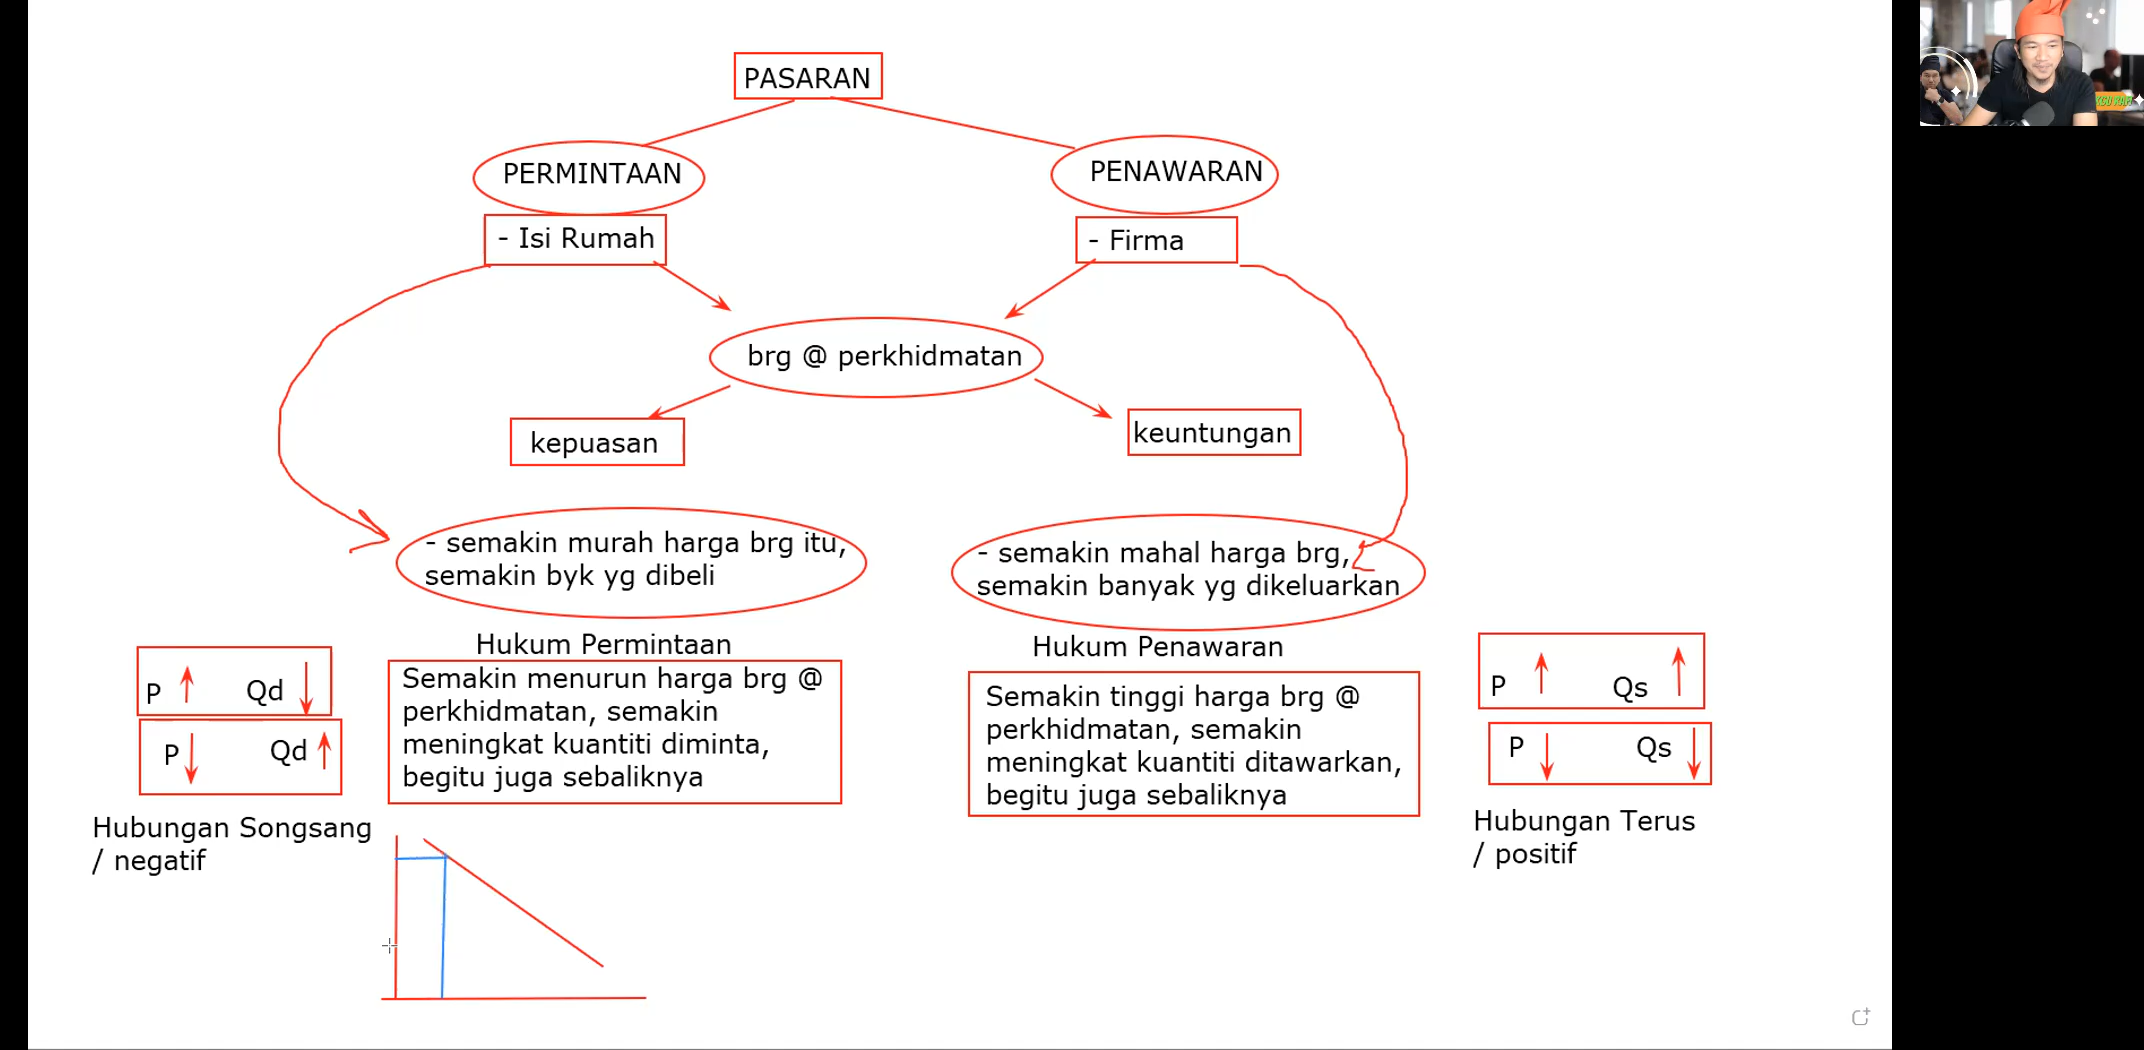 PASARAN
PERMINTAAN
PENAWARAN
- Isi Rumah
- Firma
brg @ perkhidmatan
kepuasan
keuntungan
- semakin murah harga brg itu,
semakin byk yg dibeli
- semakin mahal harga brg,
semakin banyak yg dikeluarkan
Hukum Permintaan
Semakin menurun harga brg @
perkhidmatan, semakin
meningkat kuantiti diminta,
begitu juga sebaliknya
P Qd
P Qd
Hubungan Songsang
/ negatif
Hukum Penawaran
Semakin tinggi harga brg @
perkhidmatan, semakin
meningkat kuantiti ditawarkan,
begitu juga sebaliknya
P Qs
P Qs
Hubungan Terus
/ positif